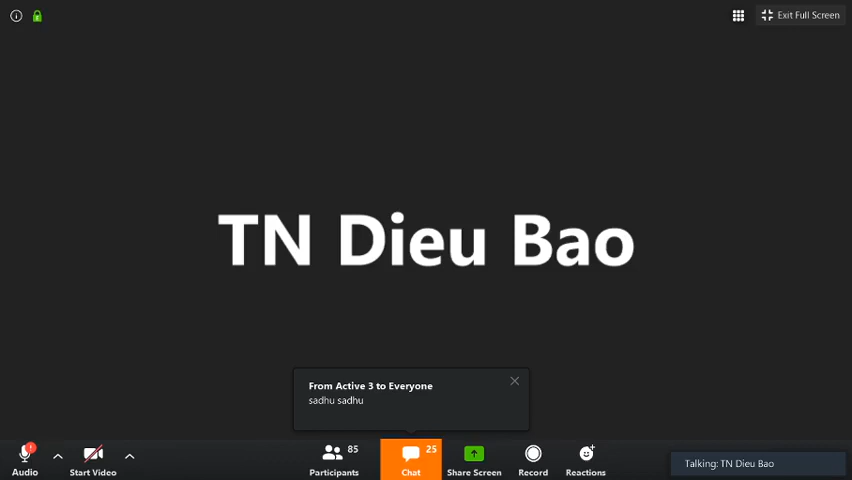 Exit Full Screen
TN Dieu Bao
From Active 3 to Everyone
sadhu sadhu
Audio
Start Video
85
Participants
25
Chat
Share Screen
Record
Reactions
Talking: TN Dieu Bao